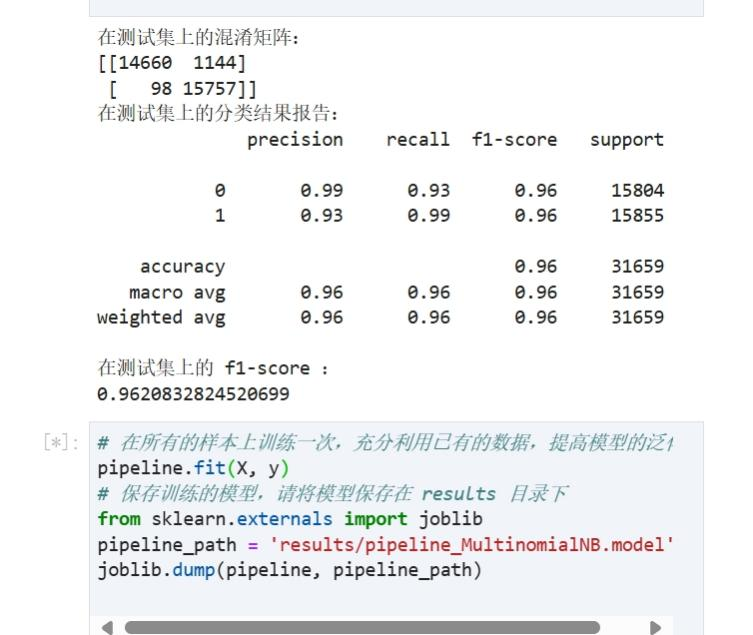 在测试集上的混淆矩阵:
[[14660  1144]
 [   98 15757]]
在测试集上的分类结果报告:
              precision    recall  f1-score   support

           0       0.99      0.93      0.96     15804
           1       0.93      0.99      0.96     15855

    accuracy                           0.96     31659
   macro avg       0.96      0.96      0.96     31659
weighted avg       0.96      0.96      0.96     31659

在测试集上的 f1-score :
0.9620832824520699
[*]: # 在所有的样本上训练一次，充分利用已有的数据，提高模型的泛
pipeline.fit(X, y)
# 保存训练的模型，请将模型保存在 results 目录下
from sklearn.externals import joblib
pipeline_path = 'results/pipeline_MultinomialNB.model'
joblib.dump(pipeline, pipeline_path)